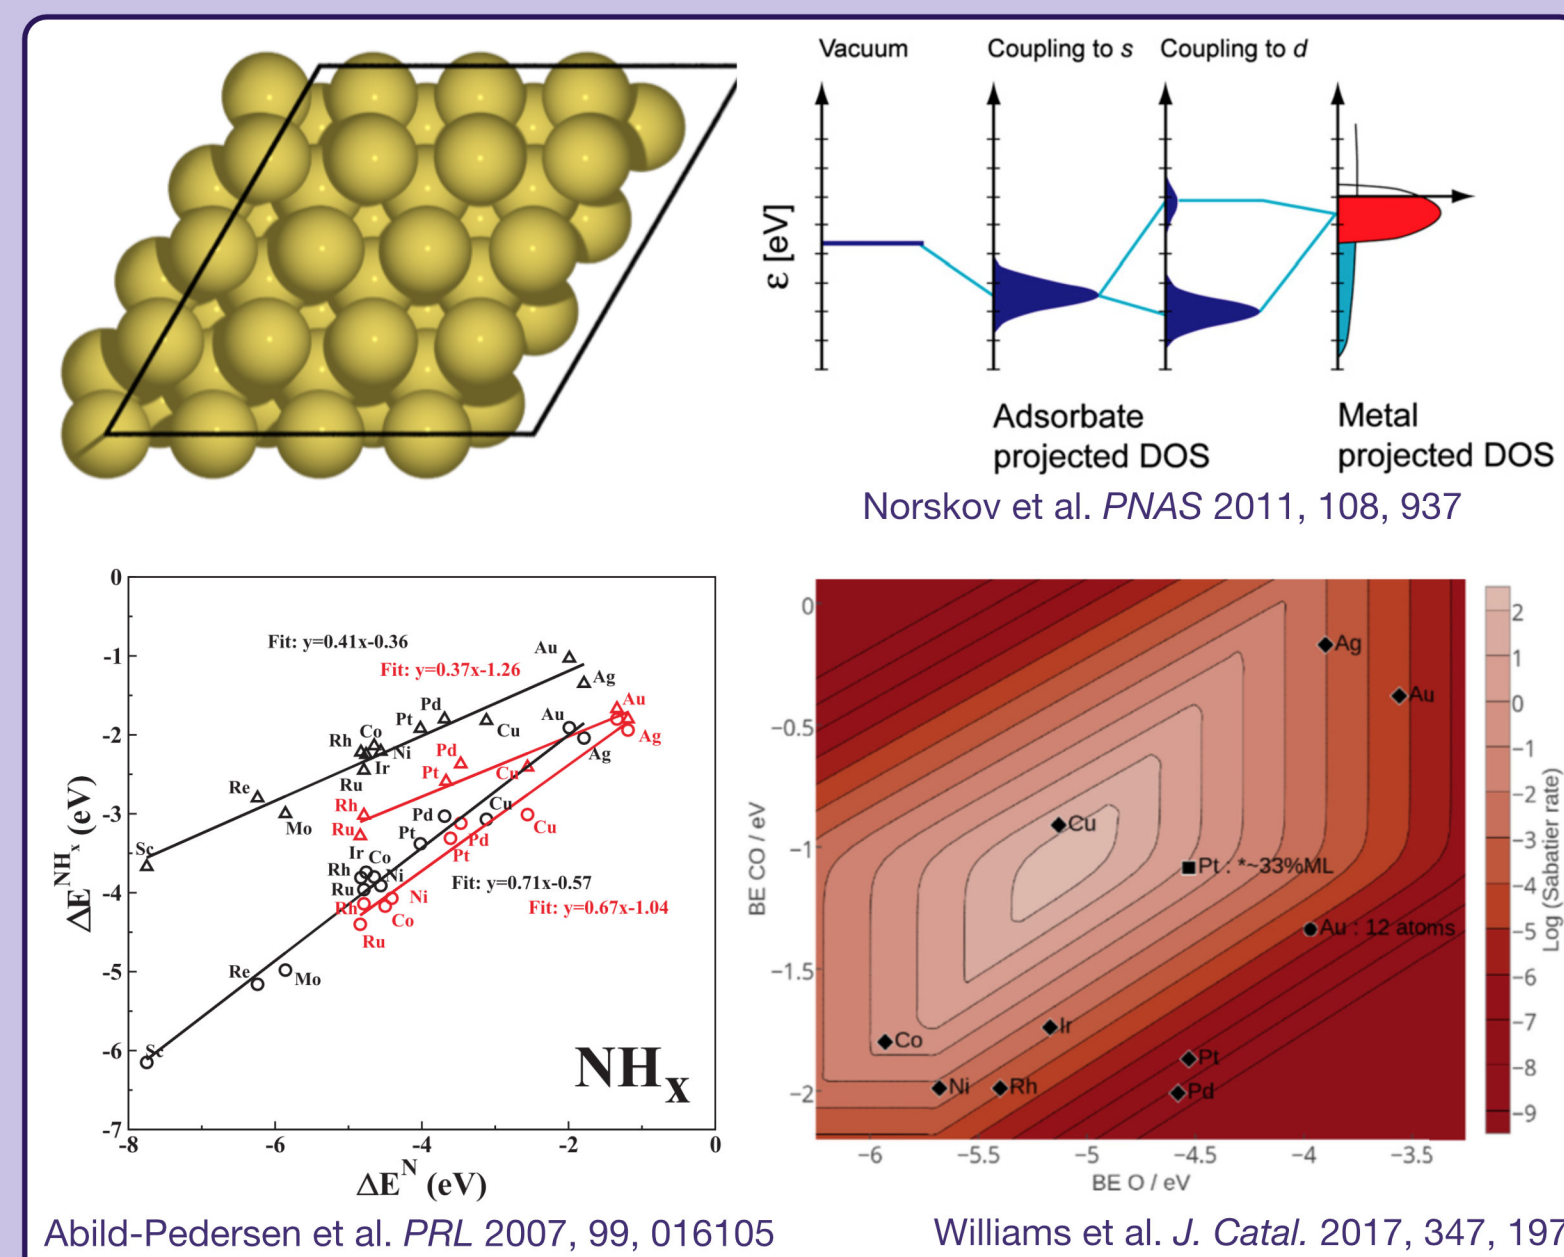 Vacuum
Coupling to s
Coupling to d
ε [eV]
Adsorbate
projected DOS
Metal
projected DOS
Norskov et al. PNAS 2011, 108, 937
0
-1
-2
-3
-4
-5
-6
-7
-8
-6
-4
-2
0
ΔE^NHx (eV)
ΔE^N (eV)
Fit: y=0.41x-0.36
Fit: y=0.37x-1.26
Au
Ag
Au
Pd
Pt
Cu
Co
Rh
Ni
Ir
Ru
Au
Ag
Ag
Pd
Pt
Cu
Re
Mo
Rh
Ru
Sc
Pd
Cu
Cu
Pt
Pd
Pt
Ir
Co
Rh
Ni
Ru
Rh
Ni
Co
Ru
Fit: y=0.71x-0.57
Fit: y=0.67x-1.04
Re
Mo
Sc
NHx
Abild-Pedersen et al. PRL 2007, 99, 016105
0
−0.5
−1
−1.5
−2
BE CO / eV
Ag
Au
Cu
Pt : *~33%ML
Au : 12 atoms
Ir
Co
Pt
Ni
Rh
Pd
−6
−5.5
−5
−4.5
−4
−3.5
BE O / eV
2
1
0
−1
−2
−3
−4
−5
−6
−7
−8
−9
Log (Sabatier rate)
Williams et al. J. Catal. 2017, 347, 197